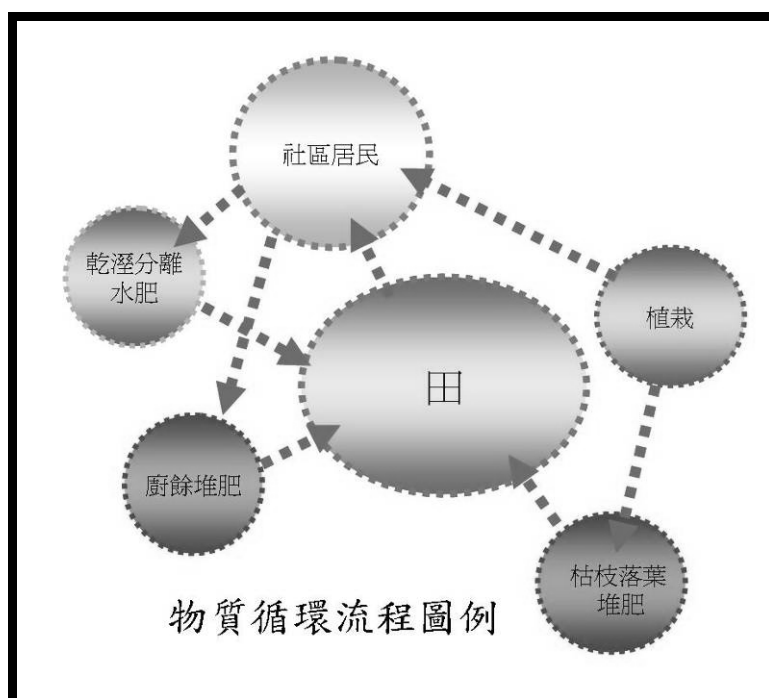 社區居民
乾溼分離
水肥
植栽
田
廚餘堆肥
枯枝落葉
堆肥
物質循環流程圖例